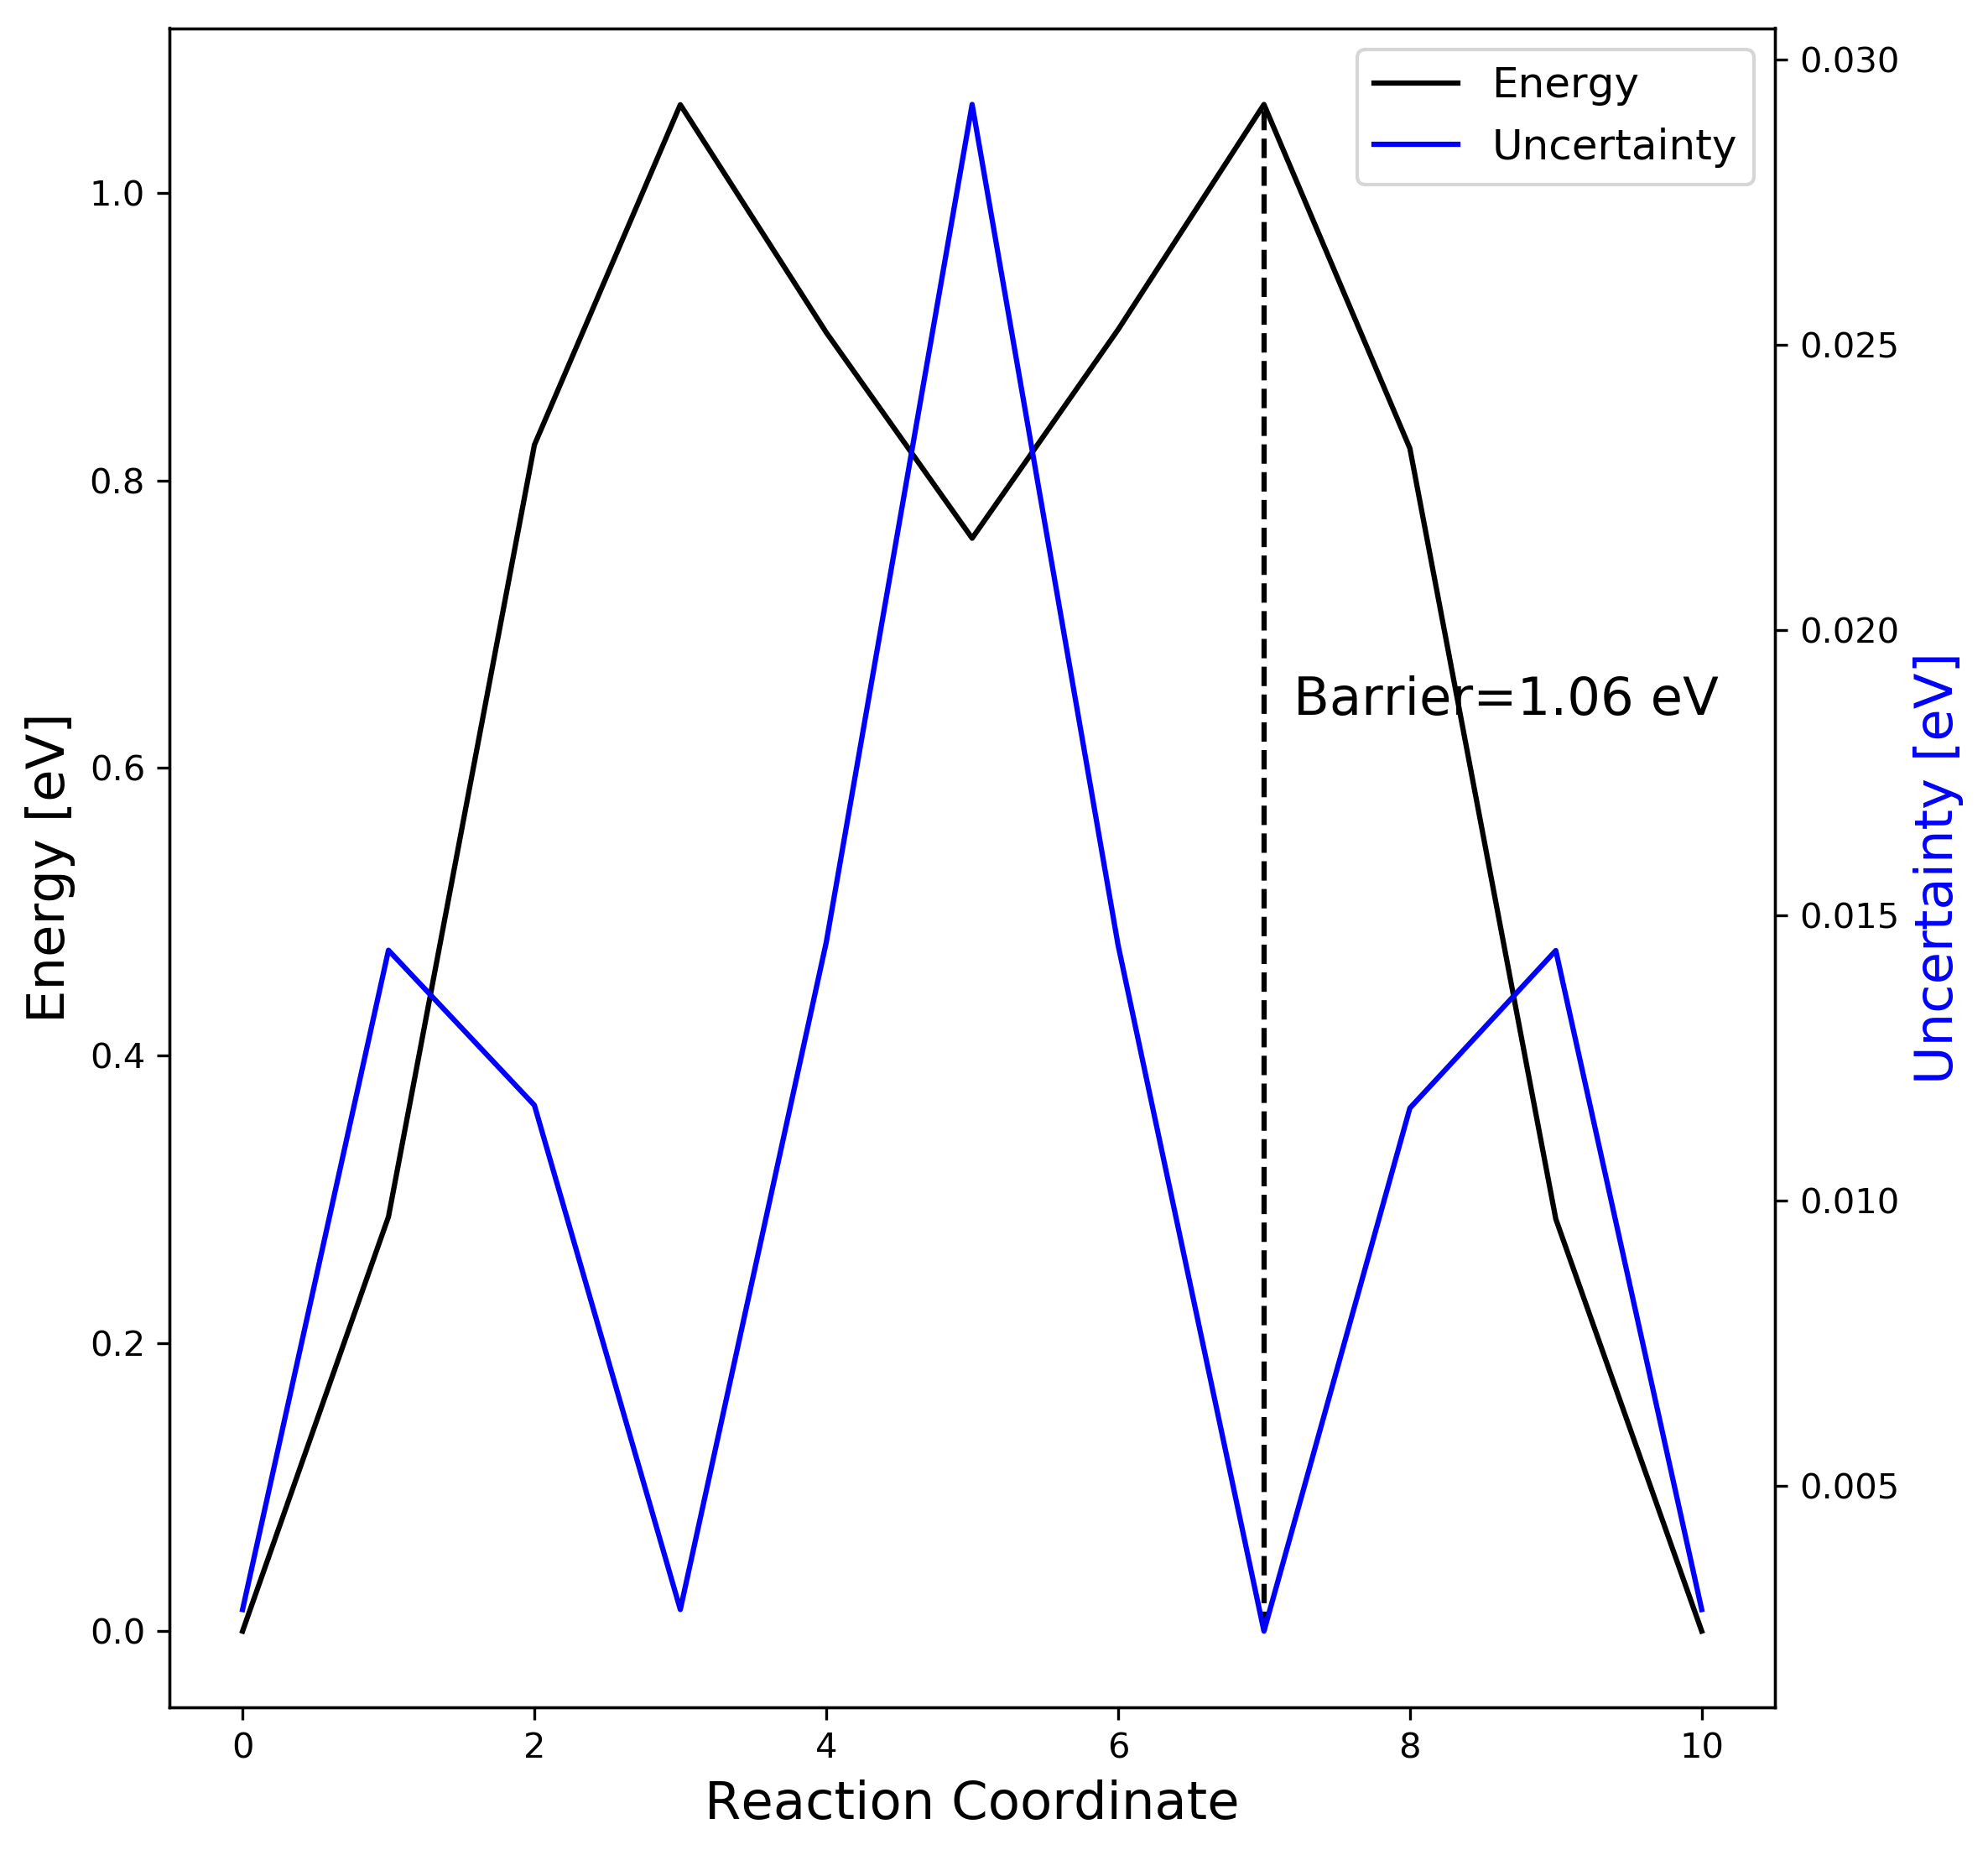 Energy
Uncertainty
0.030
1.0
0.025
0.8
0.020
Barrier=1.06 eV
0.6
Energy [eV]
Uncertainty [eV]
0.015
0.4
0.010
0.2
0.005
0.0
0 2 4 6 8 10
Reaction Coordinate